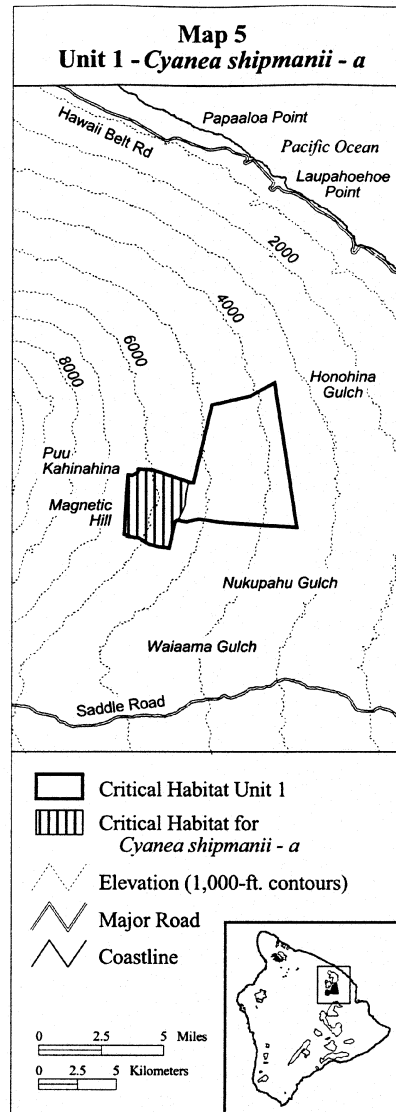 Map 5
Unit 1 - Cyanea shipmanii - a
Papaaloa Point
Hawaii Belt Rd
Pacific Ocean
Laupahoehoe
Point
2000
4000
6000
8000
Honohina
Gulch
Puu
Kahinahina
Magnetic
Hill
Nukupahu Gulch
Waiaama Gulch
Saddle Road
Critical Habitat Unit 1
Critical Habitat for
Cyanea shipmanii - a
Elevation (1,000-ft. contours)
Major Road
Coastline
0 2.5 5 Miles
0 2.5 5 Kilometers